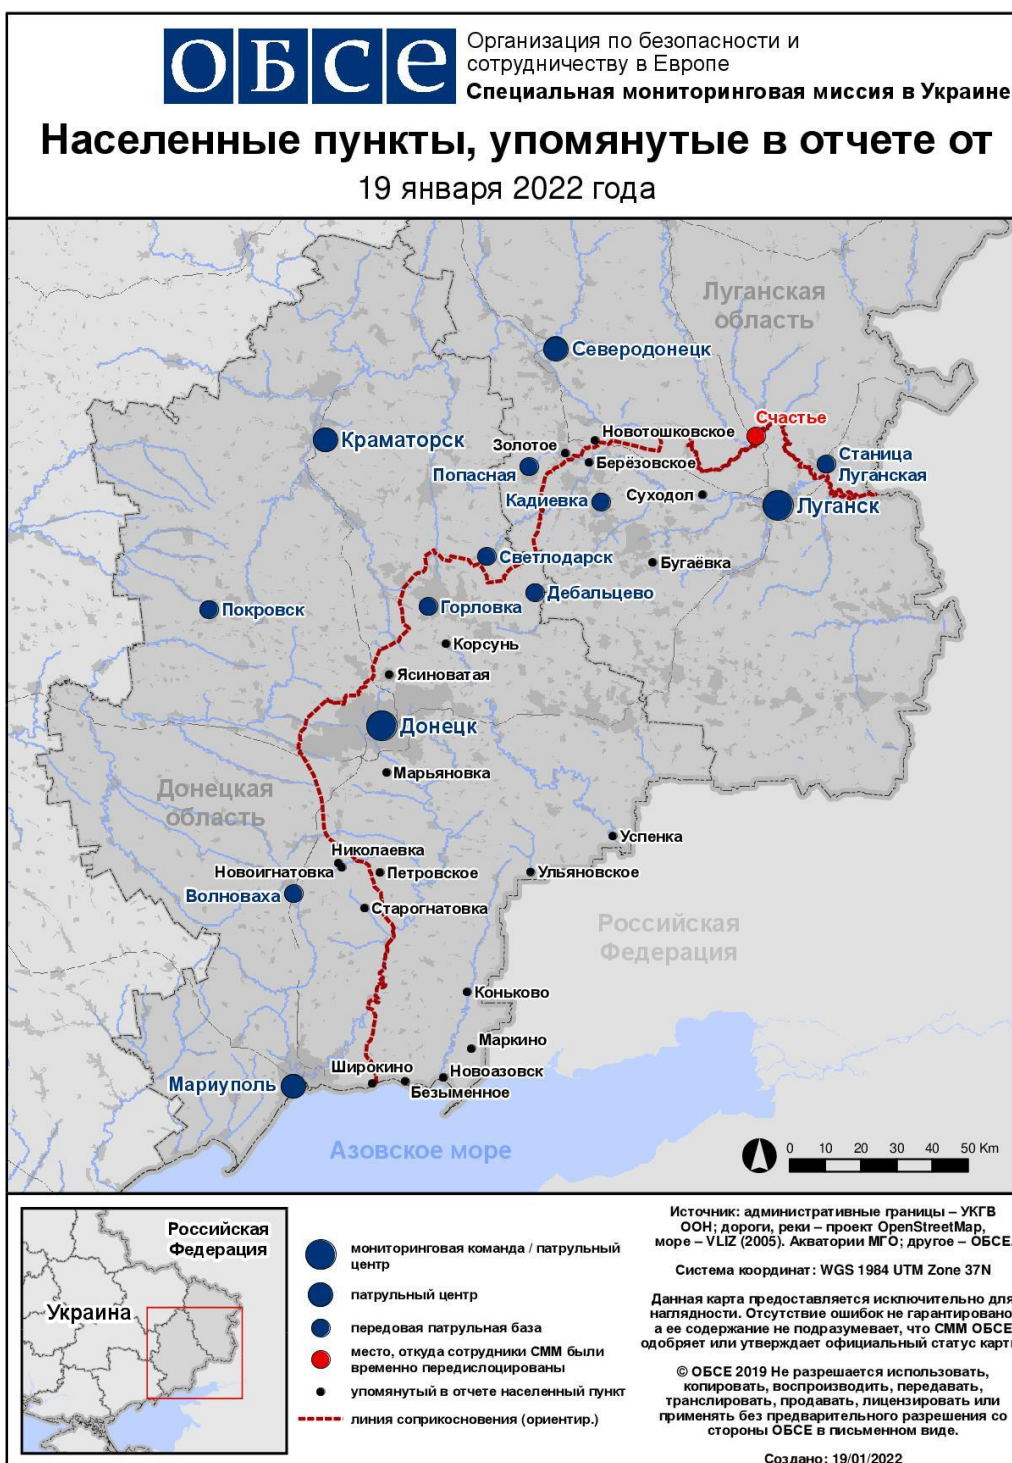 ОБСЕ
Организация по безопасности и
сотрудничеству в Европе
Специальная мониторинговая миссия в Украине
Населенные пункты, упомянутые в отчете от
19 января 2022 года
Луганская
область
Северодонецк
Счастье
Новотошковское
Краматорск
Золотое
Станица
Луганская
Берёзовское
Попасная
Суходол
Кадиевка
Луганск
Светлодарск
Бугаёвка
Дебальцево
Покровск
Горловка
Корсунь
Ясиноватая
Донецк
Марьяновка
Донецкая
область
Успенка
Николаевка
Новоигнатовка
Петровское
Ульяновское
Волноваха
Старогнатовка
Российская
Федерация
Коньково
Маркино
Широкино
Новоазовск
Мариуполь
Безыменное
Азовское море
0 10 20 30 40 50 Km
Российская
Федерация
Украина
мониторинговая команда / патрульный
центр
патрульный центр
передовая патрульная база
место, откуда сотрудники СММ были
временно передислоцированы
упомянутый в отчете населенный пункт
линия соприкосновения (ориентир.)
Источник: административные границы – УКГВ
ООН; дороги, реки – проект OpenStreetMap,
море – VLIZ (2005). Акватории МГО; другое – ОБСЕ.
Система координат: WGS 1984 UTM Zone 37N
Данная карта предоставляется исключительно для
наглядности. Отсутствие ошибок не гарантировано
а ее содержание не подразумевает, что СММ ОБСЕ
одобряет или утверждает официальный статус карт
© ОБСЕ 2019 Не разрешается использовать,
копировать, воспроизводить, передавать,
транслировать, продавать, лицензировать или
применять без предварительного разрешения со
стороны ОБСЕ в письменном виде.
Создано: 19/01/2022